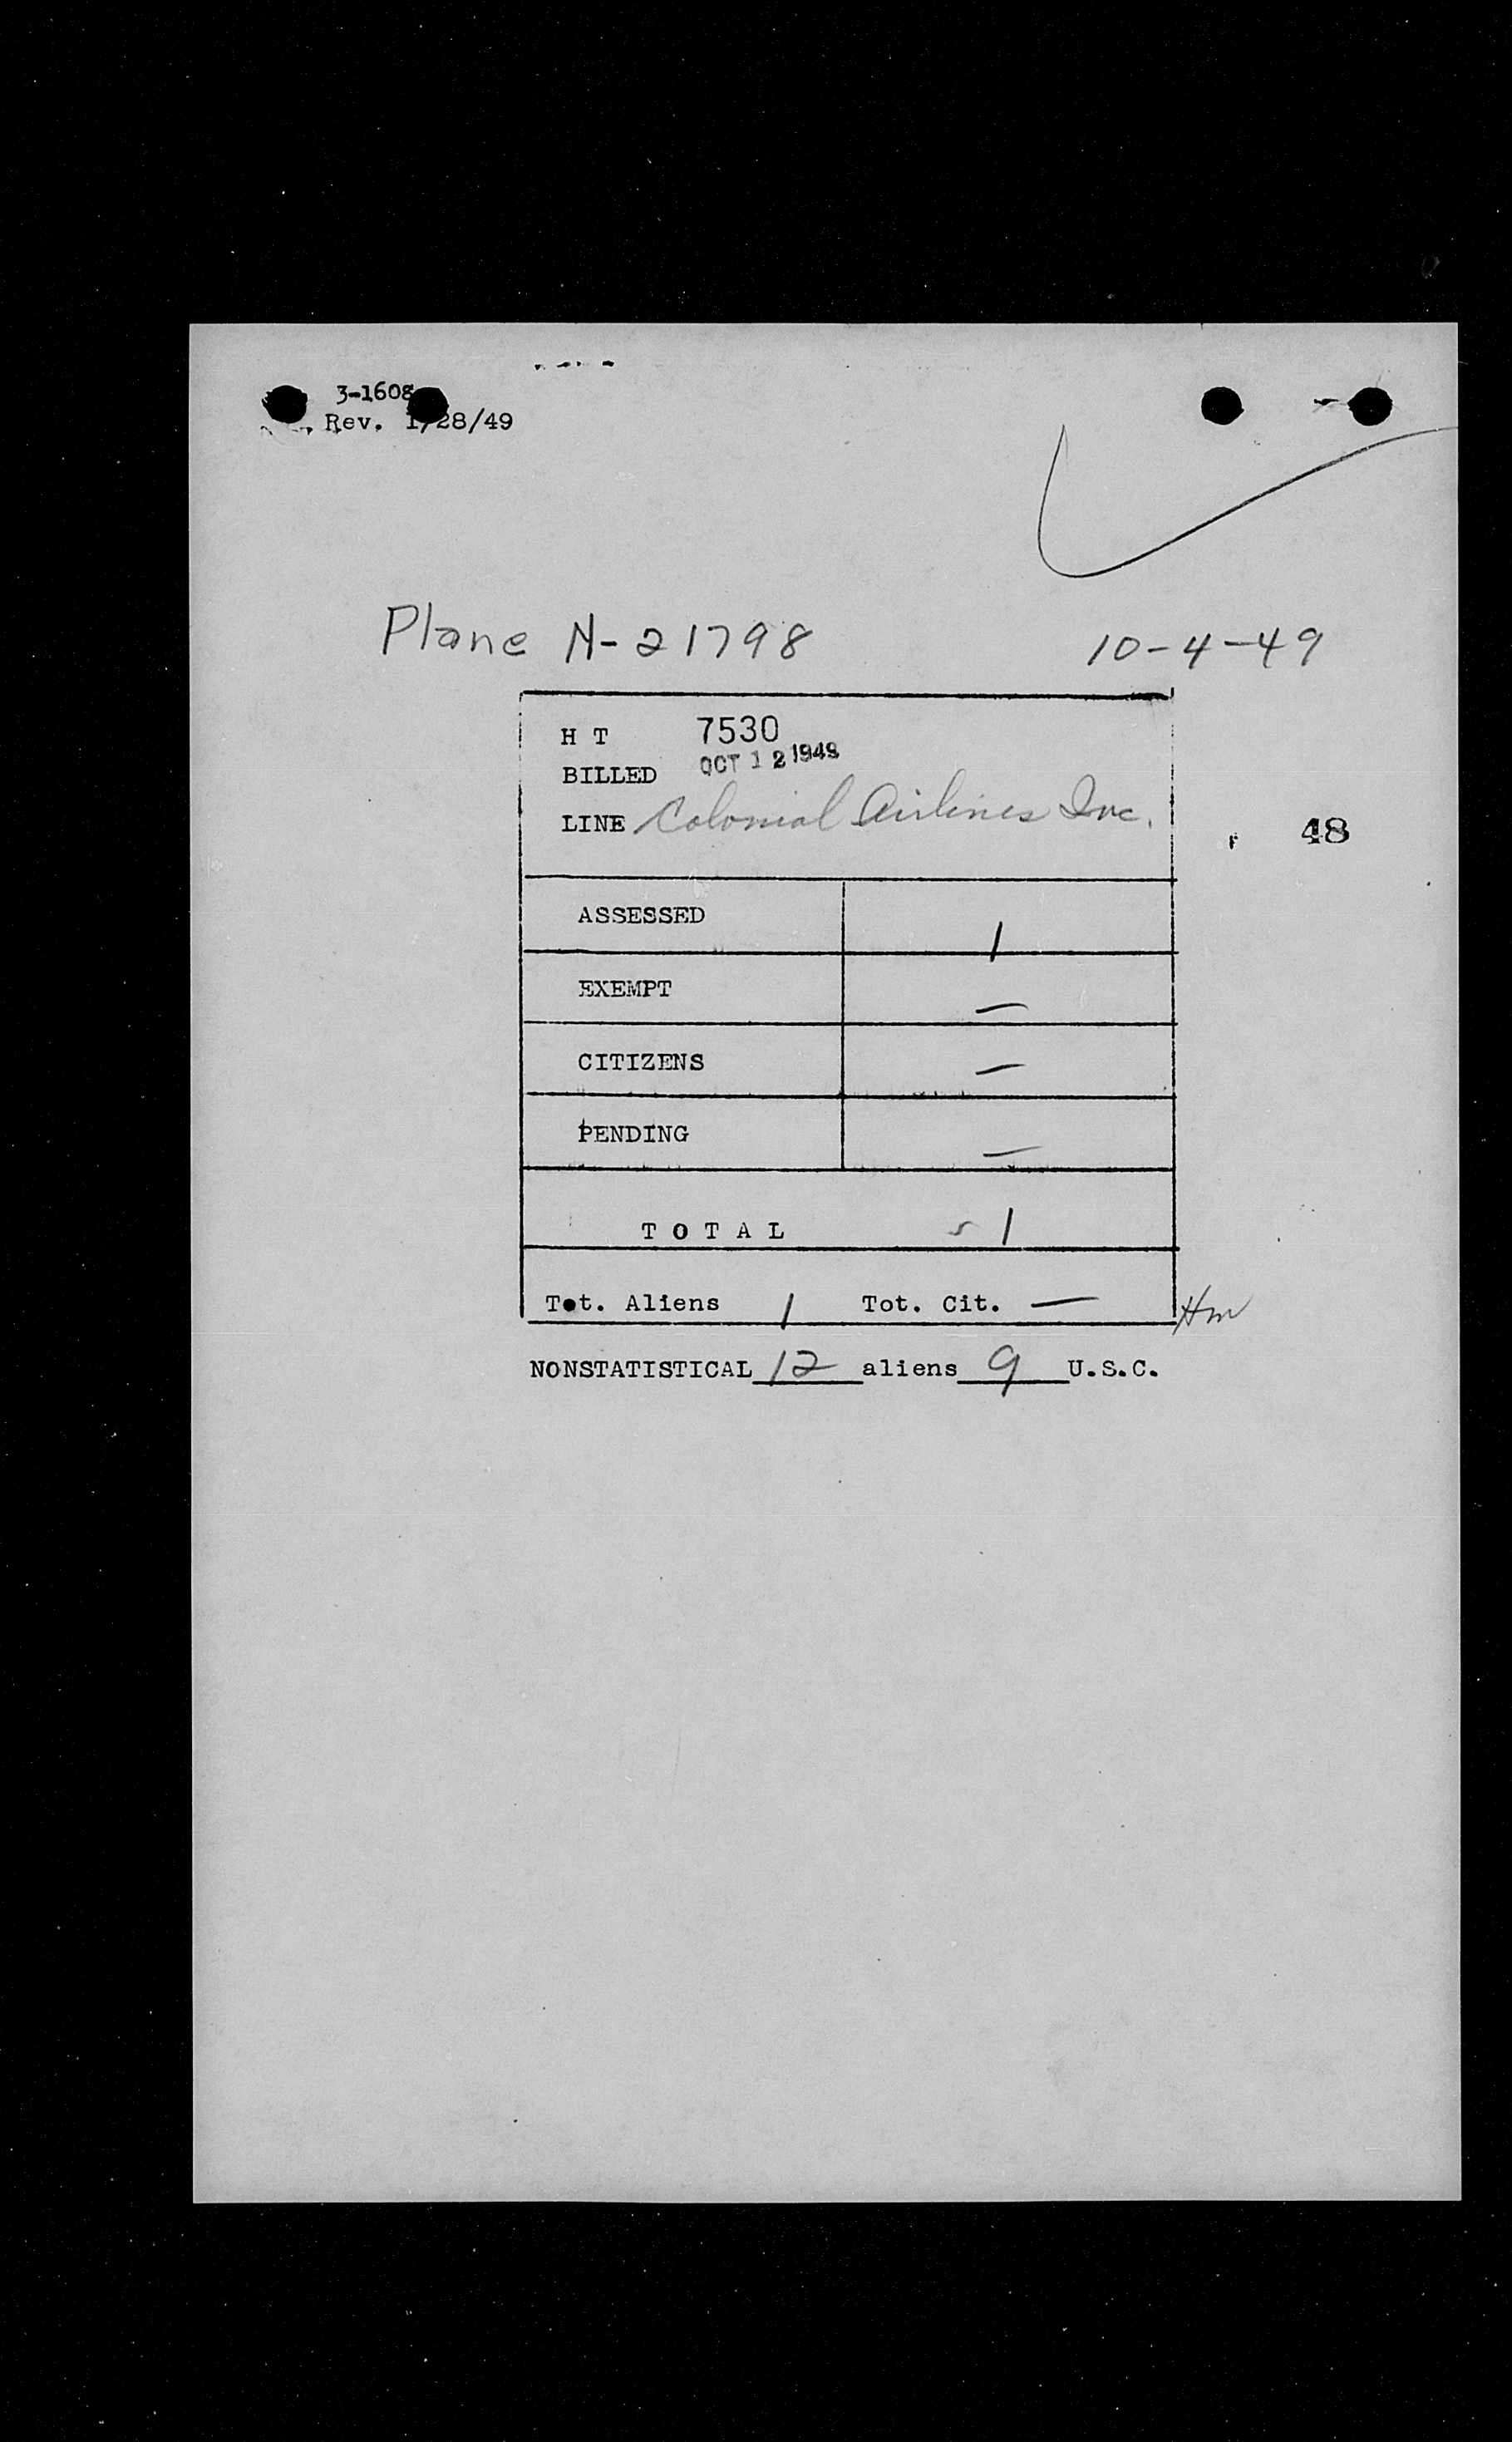 3-1608
Rev. 1/28/49
Plane N-21798 10-4-49
H T 7530
BILLED OCT 12 1949
LINE Colonial Airlines Inc.
48
ASSESSED 1
EXEMPT —
CITIZENS —
PENDING —
T O T A L 1
Tot. Aliens 1 Tot. Cit. —
NONSTATISTICAL 12 aliens 9 U.S.C.